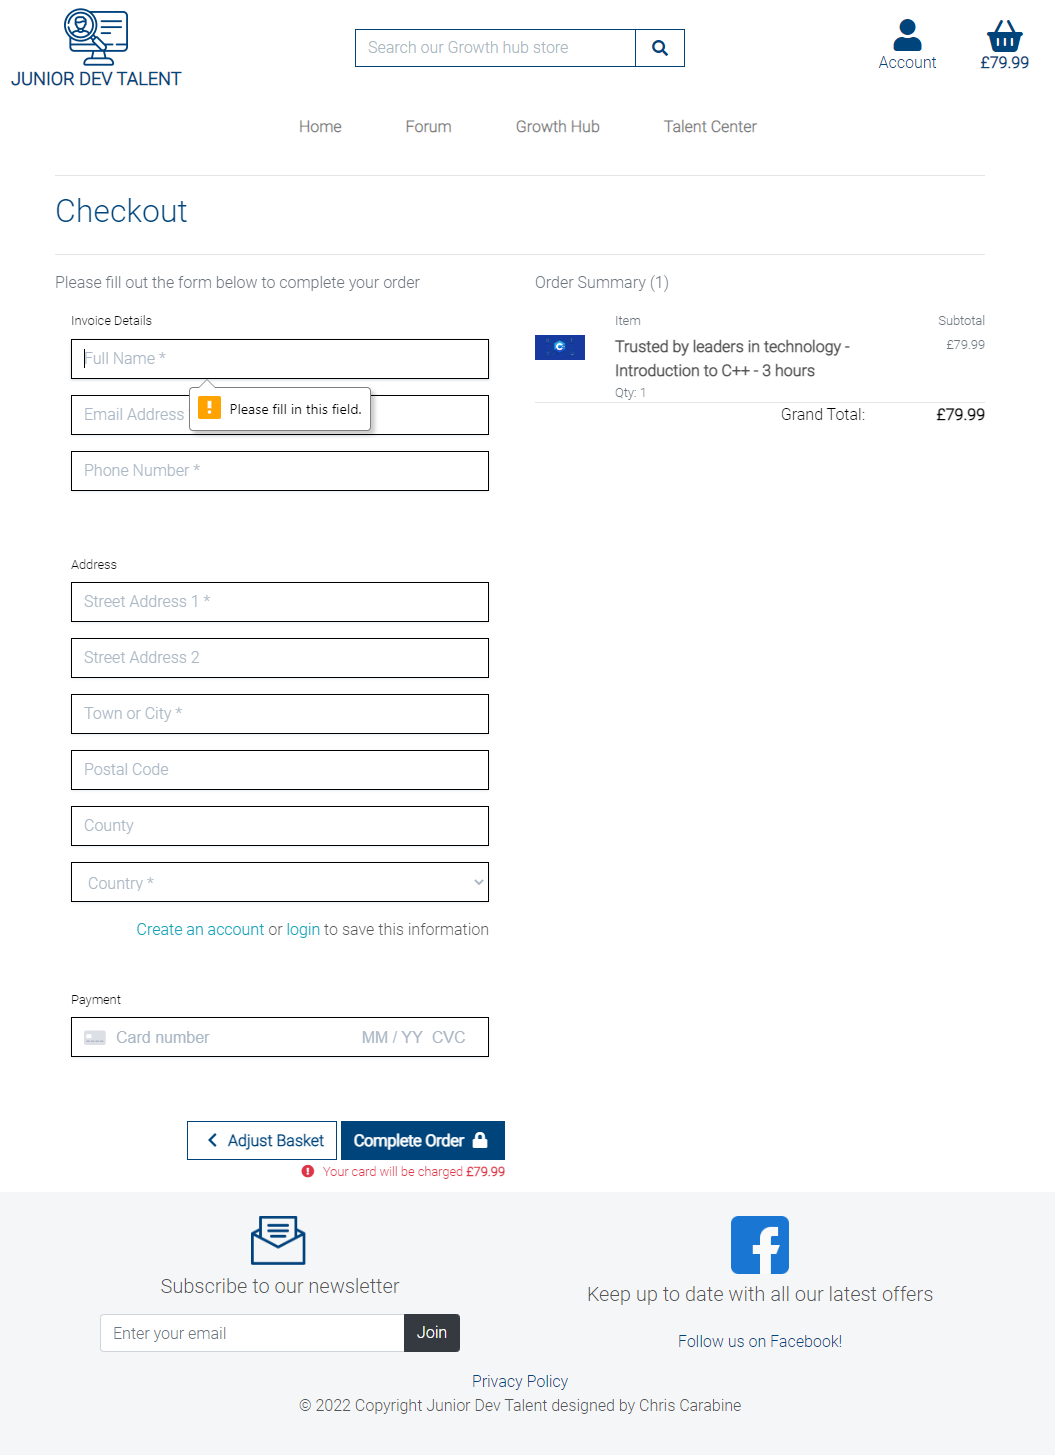 JUNIOR DEV TALENT
Search our Growth hub store
Account
£79.99
Home
Forum
Growth Hub
Talent Center
Checkout
Please fill out the form below to complete your order
Invoice Details
Full Name *
Please fill in this field.
Email Address
Phone Number *
Address
Street Address 1 *
Street Address 2
Town or City *
Postal Code
County
Country *
Create an account or login to save this information
Payment
Card number MM / YY CVC
Adjust Basket
Complete Order
Your card will be charged £79.99
Order Summary (1)
Item Subtotal
Trusted by leaders in technology - £79.99
Introduction to C++ - 3 hours
Qty: 1
Grand Total: £79.99
Subscribe to our newsletter
Enter your email
Join
Keep up to date with all our latest offers
Follow us on Facebook!
Privacy Policy
© 2022 Copyright Junior Dev Talent designed by Chris Carabine